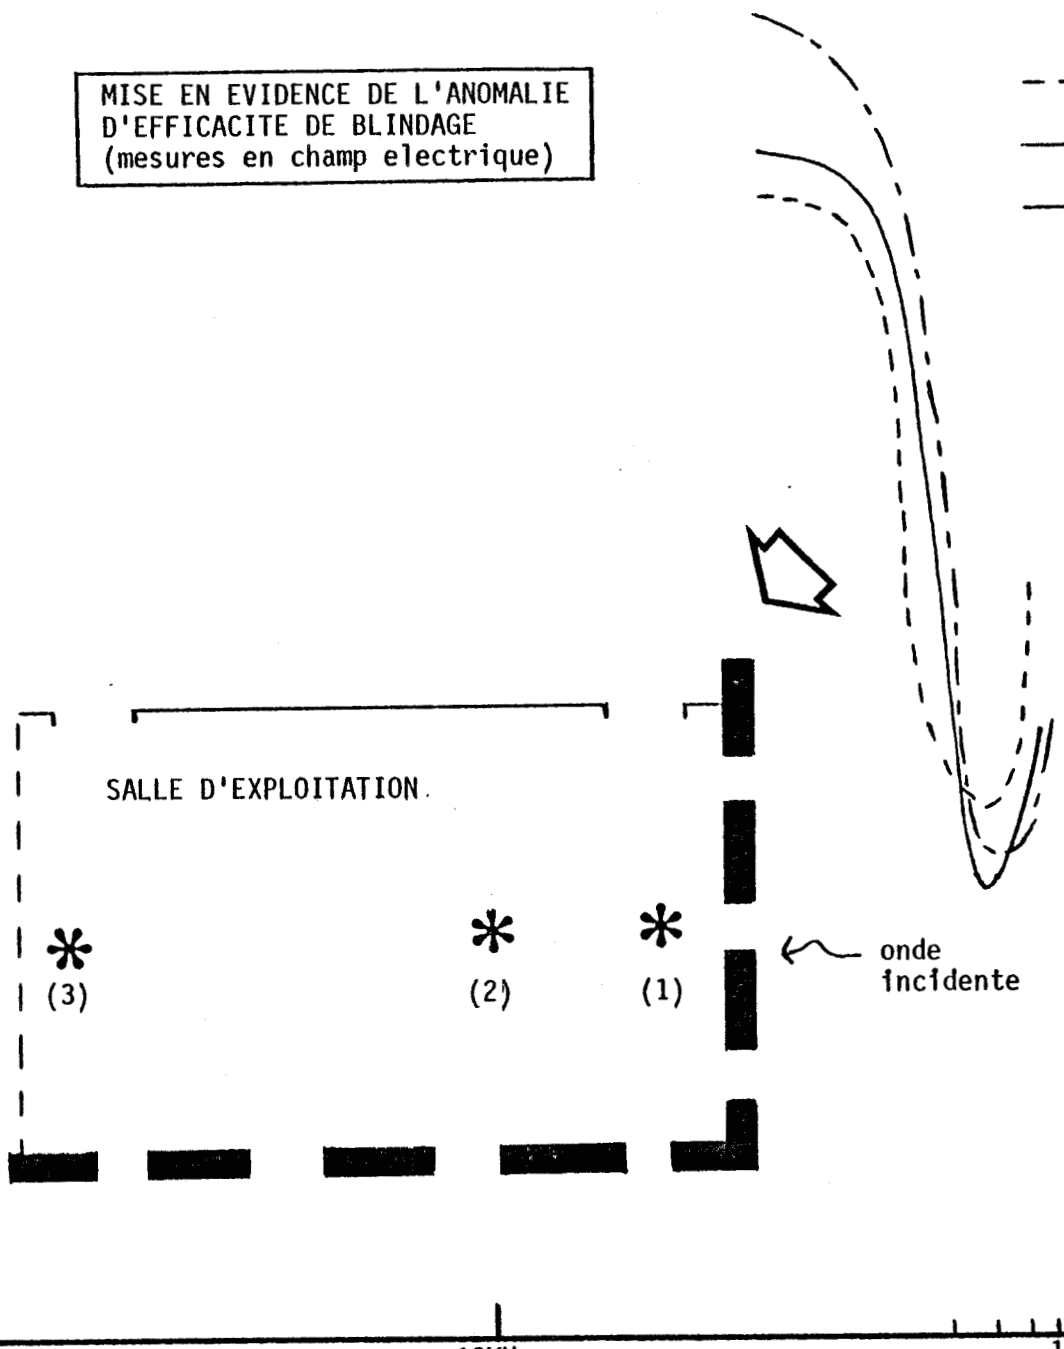 MISE EN EVIDENCE DE L'ANOMALIE
D'EFFICACITE DE BLINDAGE
(mesures en champ electrique)
SALLE D'EXPLOITATION
onde
incidente
(3)
(2)
(1)